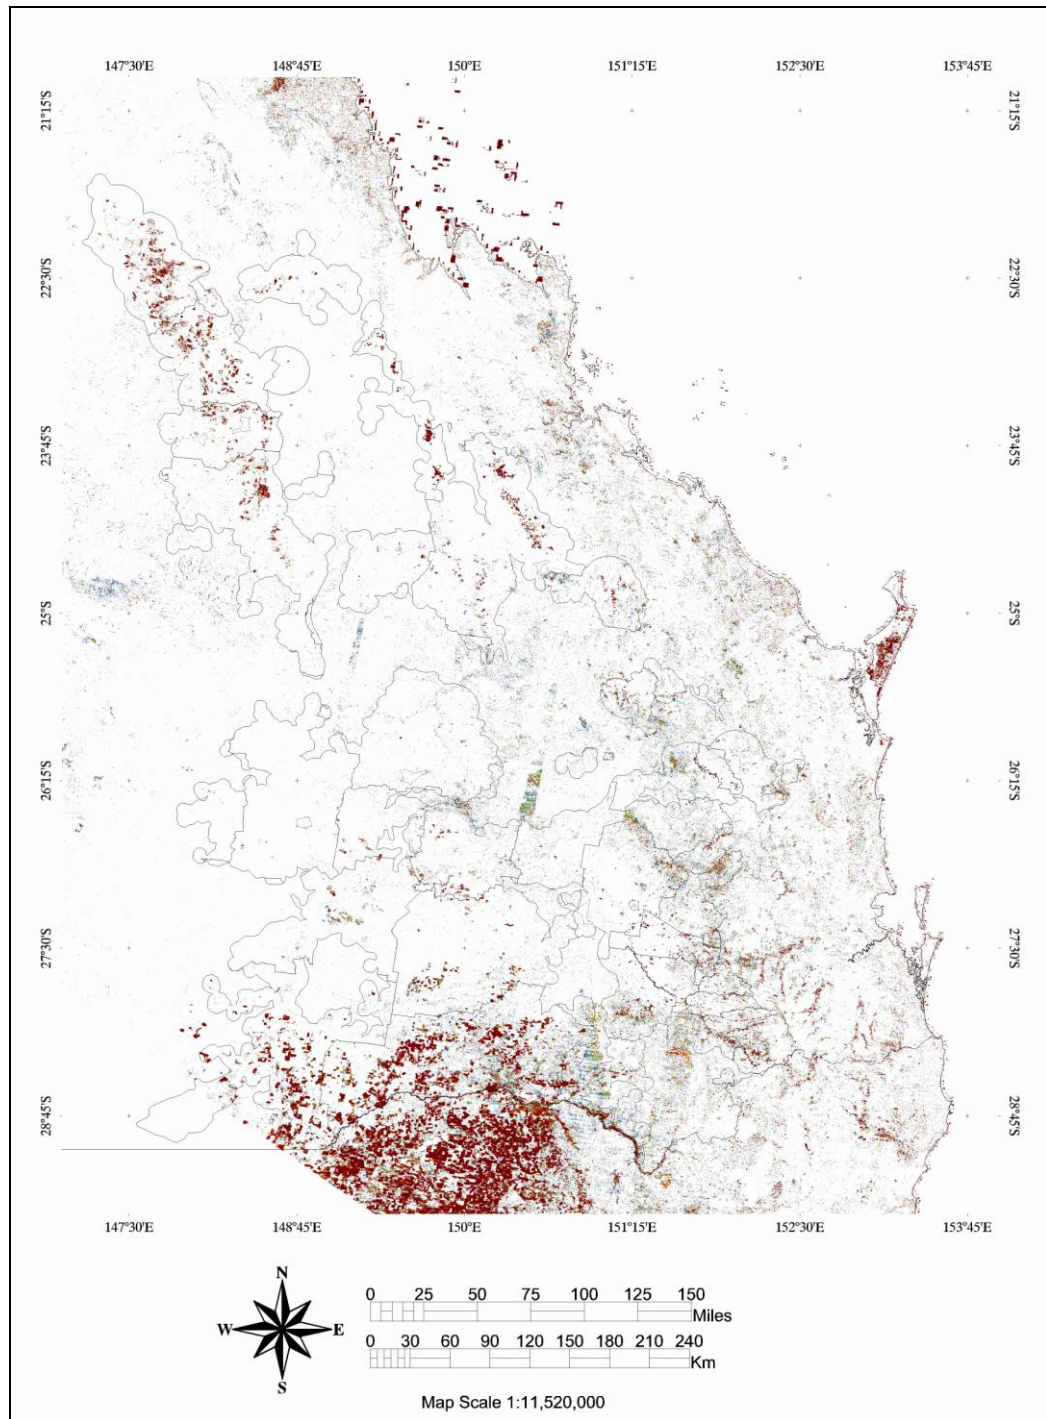 147°30'E 148°45'E 150°E 151°15'E 152°30'E 153°45'E
21°15'S 21°15'S
22°30'S 22°30'S
23°45'S 23°45'S
25°S 25°S
26°15'S 26°15'S
27°30'S 27°30'S
28°45'S 28°45'S
147°30'E 148°45'E 150°E 151°15'E 152°30'E 153°45'E
N
W E
S
0 25 50 75 100 125 150
Miles
0 30 60 90 120 150 180 210 240
Km
Map Scale 1:11,520,000